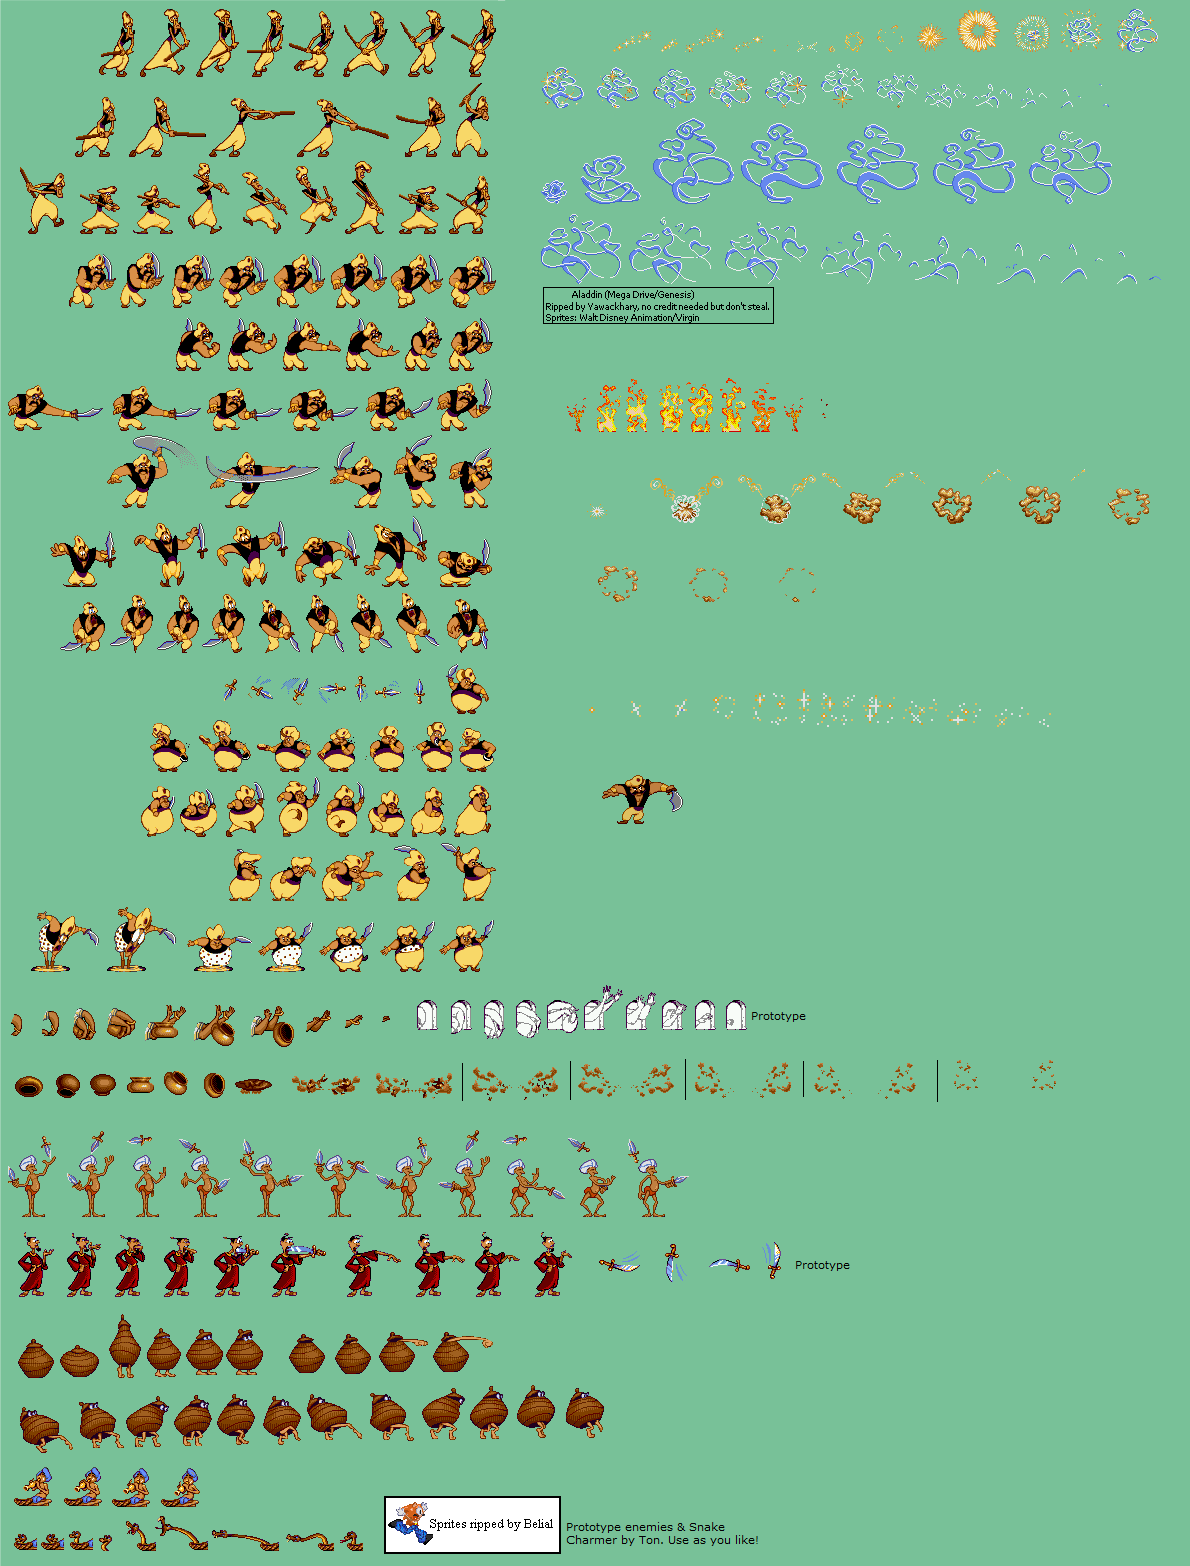 Aladdin (Mega Drive/Genesis)
Ripped by Yawackhary, no credit needed but don't steal.
Sprites: Walt Disney Animation/Virgin
Prototype
Prototype
Sprites ripped by Belial
Prototype enemies & Snake
Charmer by Ton. Use as you like!